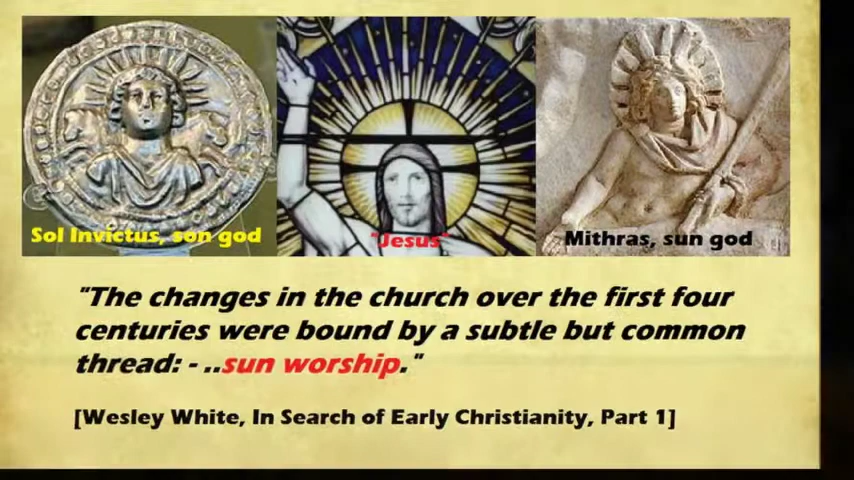 Sol Invictus, son god
"Jesus"
Mithras, sun god
"The changes in the church over the first four
centuries were bound by a subtle but common
thread: - ..sun worship."
[Wesley White, In Search of Early Christianity, Part 1]